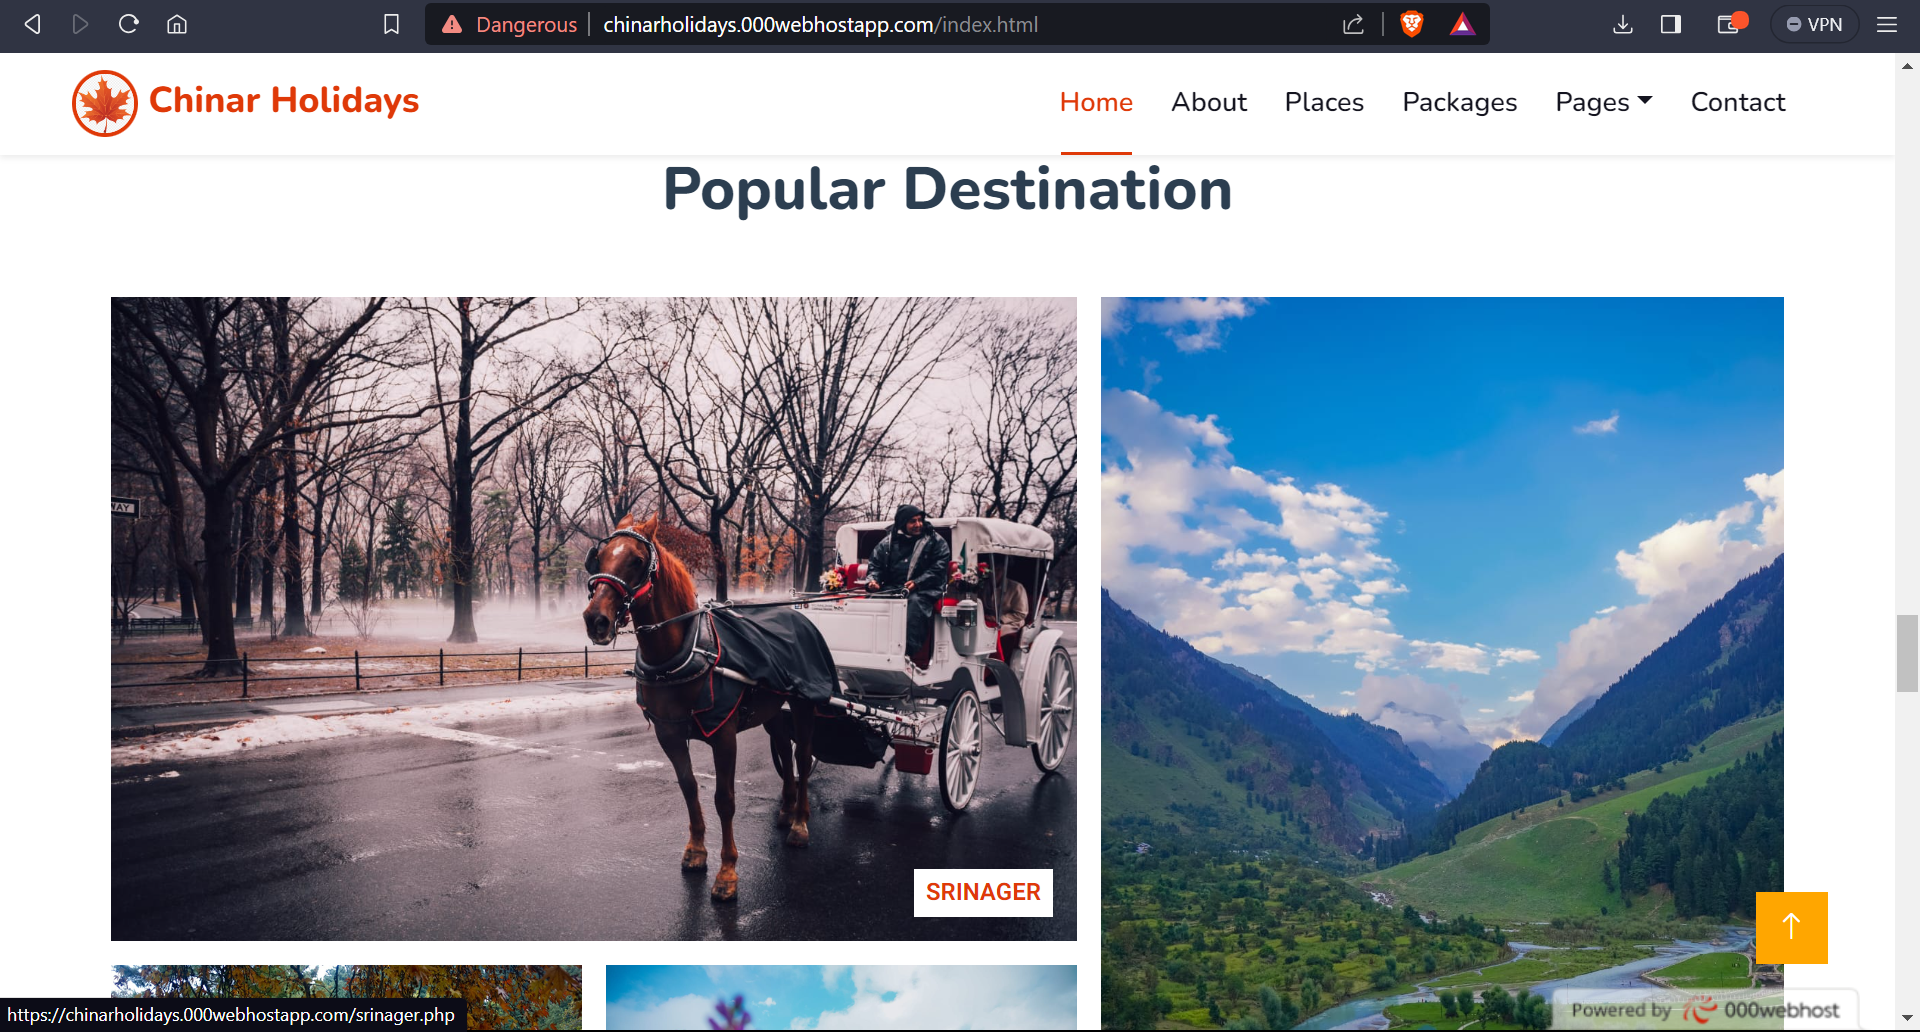 Dangerous | chinarholidays.000webhostapp.com/index.html
VPN
Chinar Holidays
Home About Places Packages Pages Contact
Popular Destination
WAY
SRINAGER
https://chinarholidays.000webhostapp.com/srinager.php
Powered by 000webhost